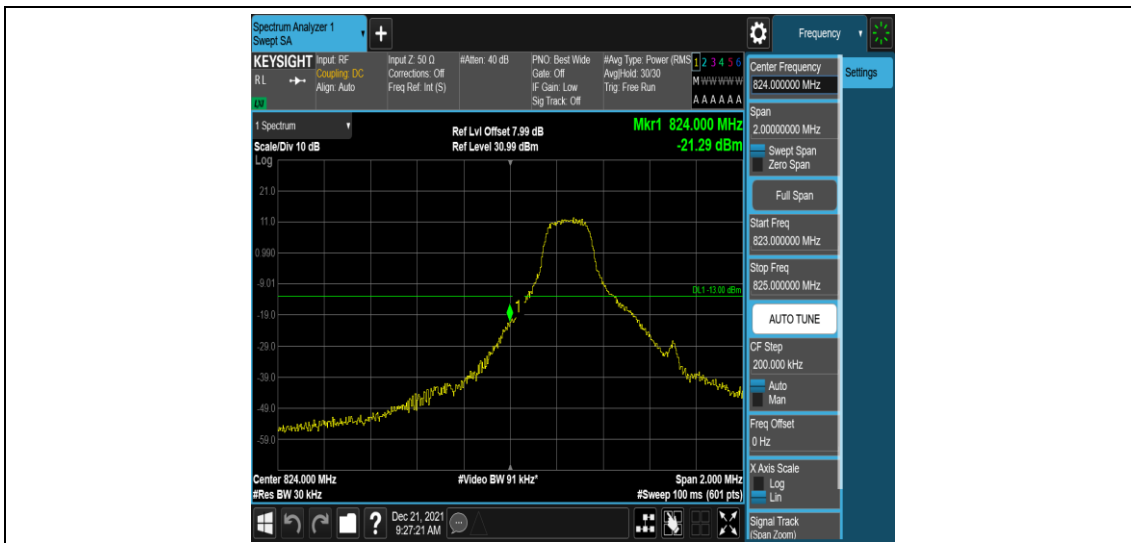 Spectrum Analyzer 1
Swept SA
Frequency
KEYSIGHT
RL
Input: RF
Coupling: DC
Align: Auto
Input Z: 50 Ω
Corrections: Off
Freq Ref: Int (S)
#Atten: 40 dB
PNO: Best Wide
Gate: Off
IF Gain: Low
Sig Track: Off
#Avg Type: Power (RMS
Avg|Hold: 30/30
Trig: Free Run
1 2 3 4 5 6
M W W W W W
A A A A A A
1 Spectrum
Scale/Div 10 dB
Log
Ref Lvl Offset 7.99 dB
Ref Level 30.99 dBm
Mkr1 824.000 MHz
-21.29 dBm
21.0
11.0
0.990
-9.01
-19.0
-29.0
-39.0
-49.0
-59.0
DL1 -13.00 dBm
1
Center 824.000 MHz
#Res BW 30 kHz
#Video BW 91 kHz*
Span 2.000 MHz
#Sweep 100 ms (601 pts)
Dec 21, 2021
9:27:21 AM
Center Frequency
824.000000 MHz
Settings
Span
2.00000000 MHz
Swept Span
Zero Span
Full Span
Start Freq
823.000000 MHz
Stop Freq
825.000000 MHz
AUTO TUNE
CF Step
200.000 kHz
Auto
Man
Freq Offset
0 Hz
X Axis Scale
Log
Lin
Signal Track
(Span Zoom)